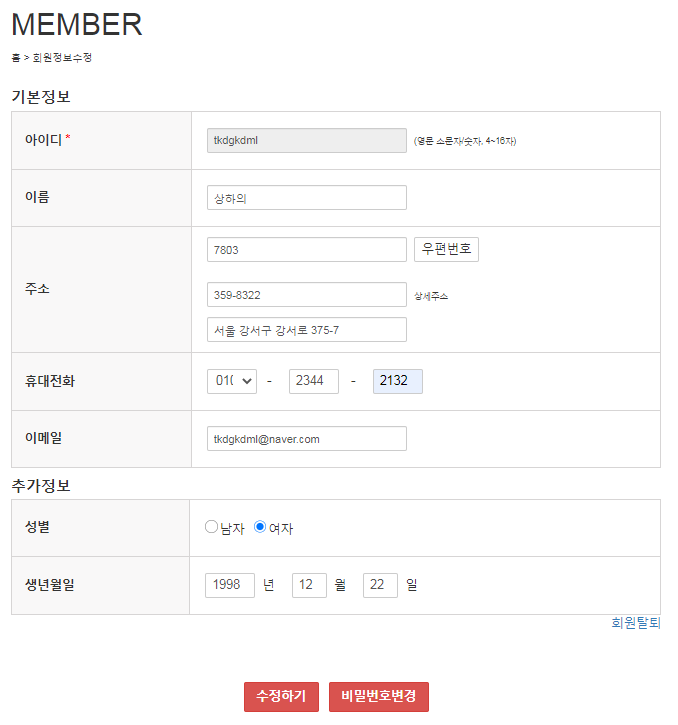 MEMBER
홈 > 회원정보수정
기본정보
아이디 * tkdgkdml (영문 소문자/숫자, 4~16자)
이름 상하의
7803 우편번호
주소
359-8322 상세주소
서울 강서구 강서로 375-7
휴대전화 010 - 2344 - 2132
이메일 tkdgkdml@naver.com
추가정보
성별 남자 여자
생년월일 1998 년 12 월 22 일
회원탈퇴
수정하기 비밀번호변경